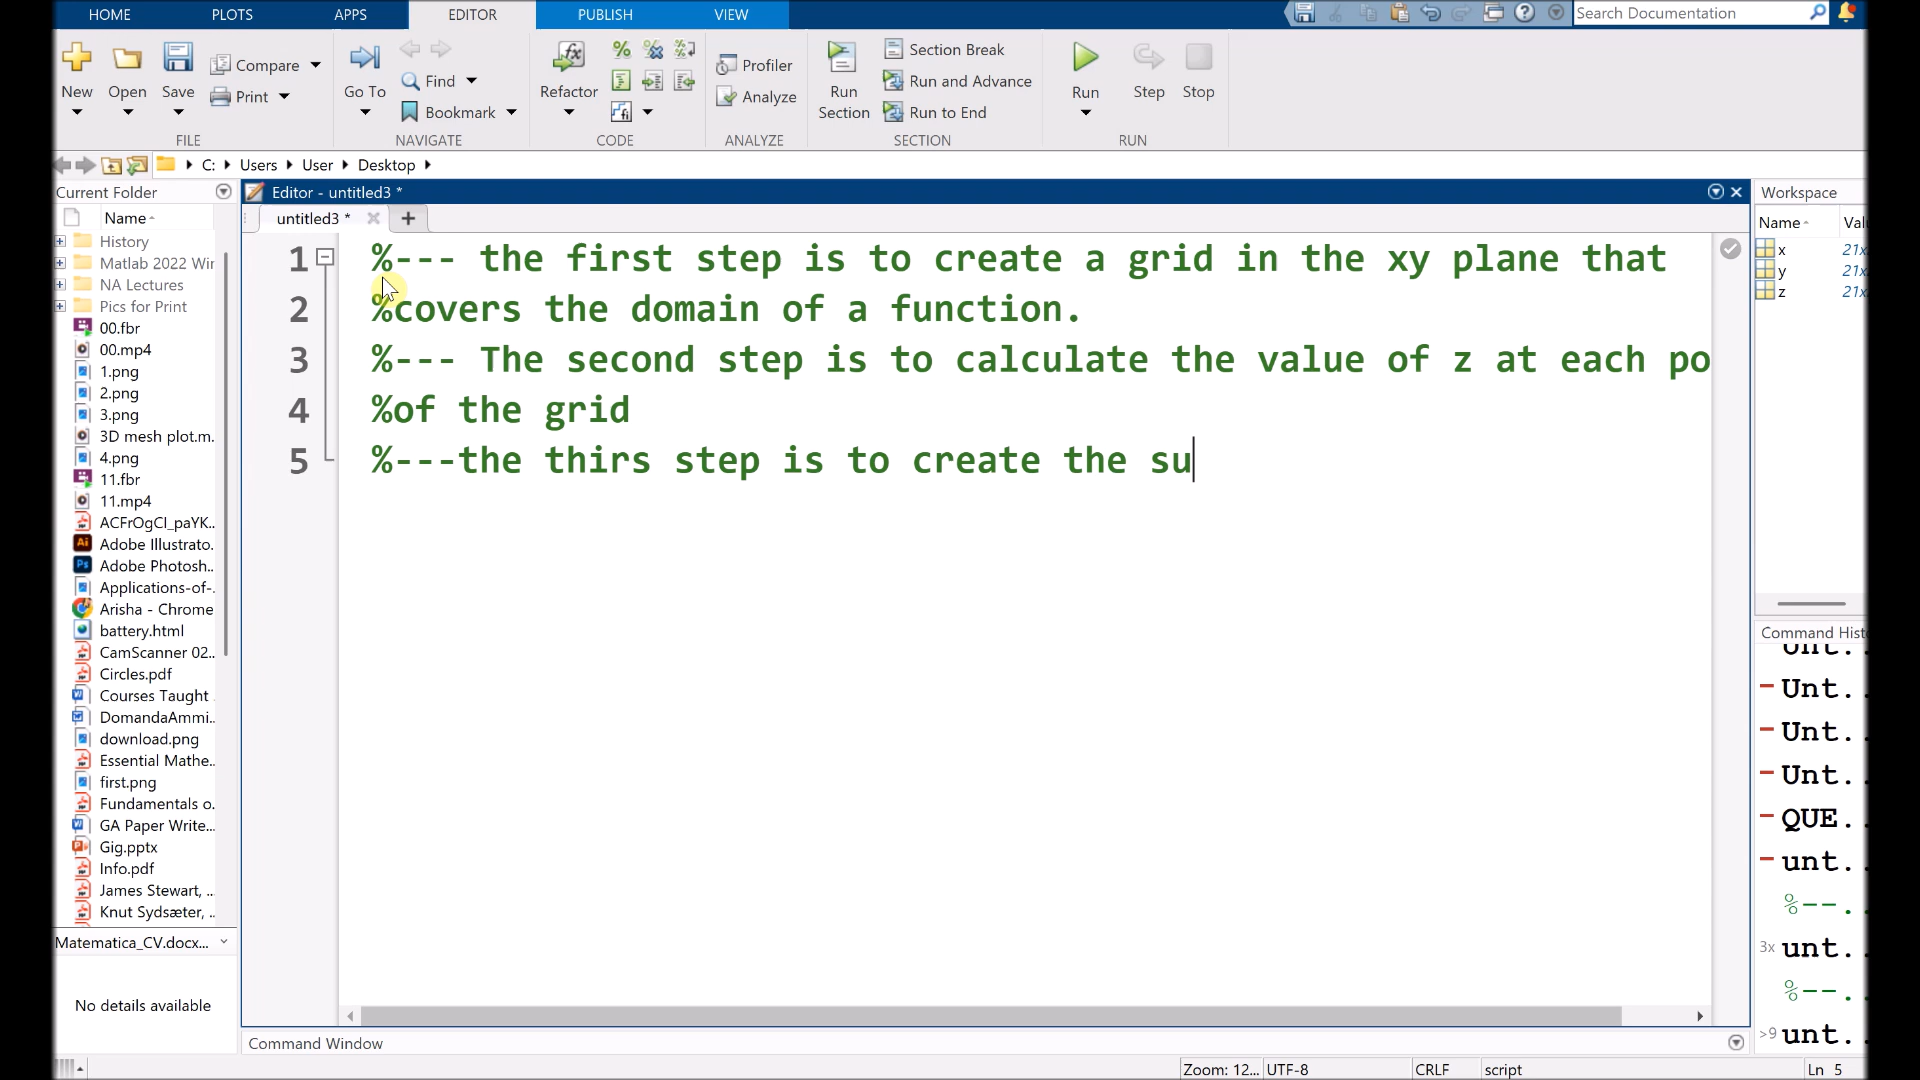 HOME PLOTS APPS EDITOR PUBLISH VIEW Search Documentation
New Open Save Compare Print
Go To Find Bookmark
Refactor
Profiler Analyze
Run Section Section Break Run and Advance Run to End
Run Step Stop
FILE NAVIGATE CODE ANALYZE SECTION RUN
C: Users User Desktop
Current Folder
Name
History
Matlab 2022 Wir
NA Lectures
Pics for Print
00.fbr
00.mp4
1.png
2.png
3.png
3D mesh plot.m.
4.png
11.fbr
11.mp4
ACFrOgCI_paYK..
Adobe Illustrato.
Adobe Photosh..
Applications-of-.
Arisha - Chrome
battery.html
CamScanner 02..
Circles.pdf
Courses Taught
DomandaAmmi..
download.png
Essential Mathe..
first.png
Fundamentals o.
GA Paper Write...
Gig.pptx
Info.pdf
James Stewart, ..
Knut Sydsæter, ..
Matematica_CV.docx...
No details available
Editor - untitled3 *
untitled3 * +
1 %--- the first step is to create a grid in the xy plane that
2 %covers the domain of a function.
3 %--- The second step is to calculate the value of z at each po
4 %of the grid
5 %---the thirs step is to create the su
Command Window
Workspace
Name Val
x 21x
y 21x
z 21x
Command Hist
Unt..
Unt..
Unt..
QUE..
unt..
%--..
3x unt..
%--..
>9 unt..
Zoom: 12... UTF-8 CRLF script Ln 5